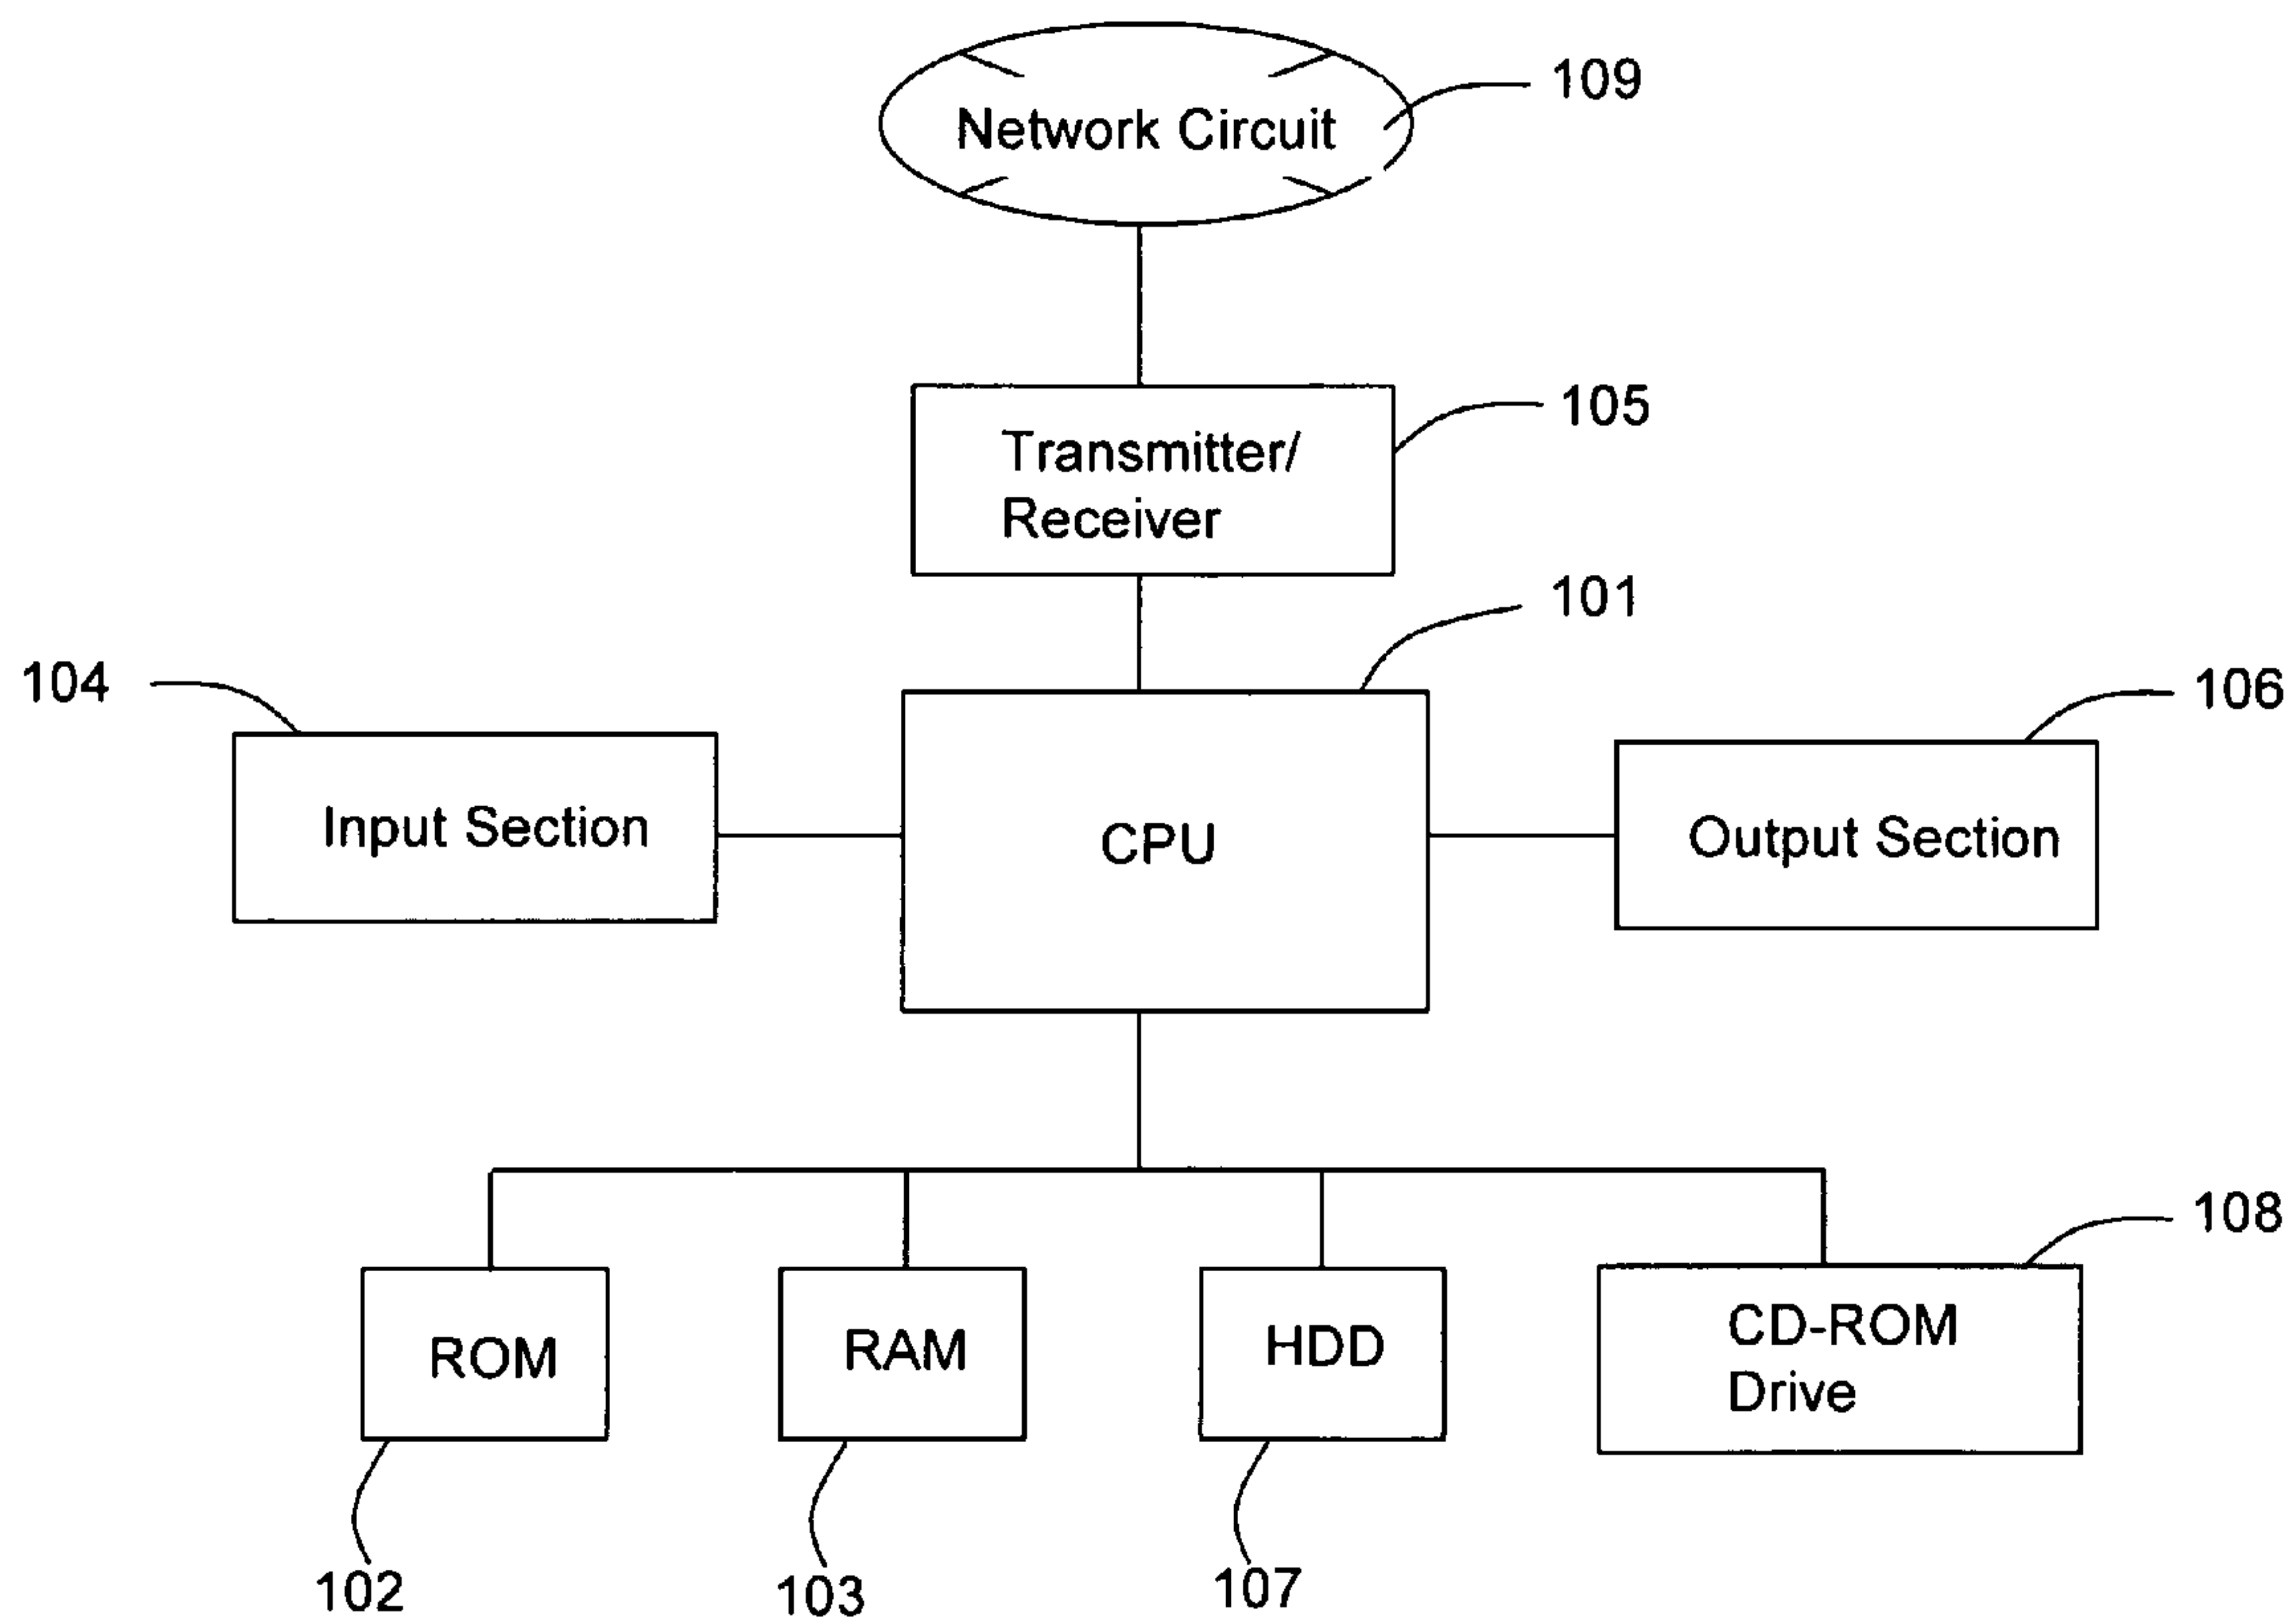 109
Network Circuit
105
Transmitter/
Receiver
101
104
106
Input Section
CPU
Output Section
108
ROM
RAM
HDD
CD-ROM
Drive
102
103
107